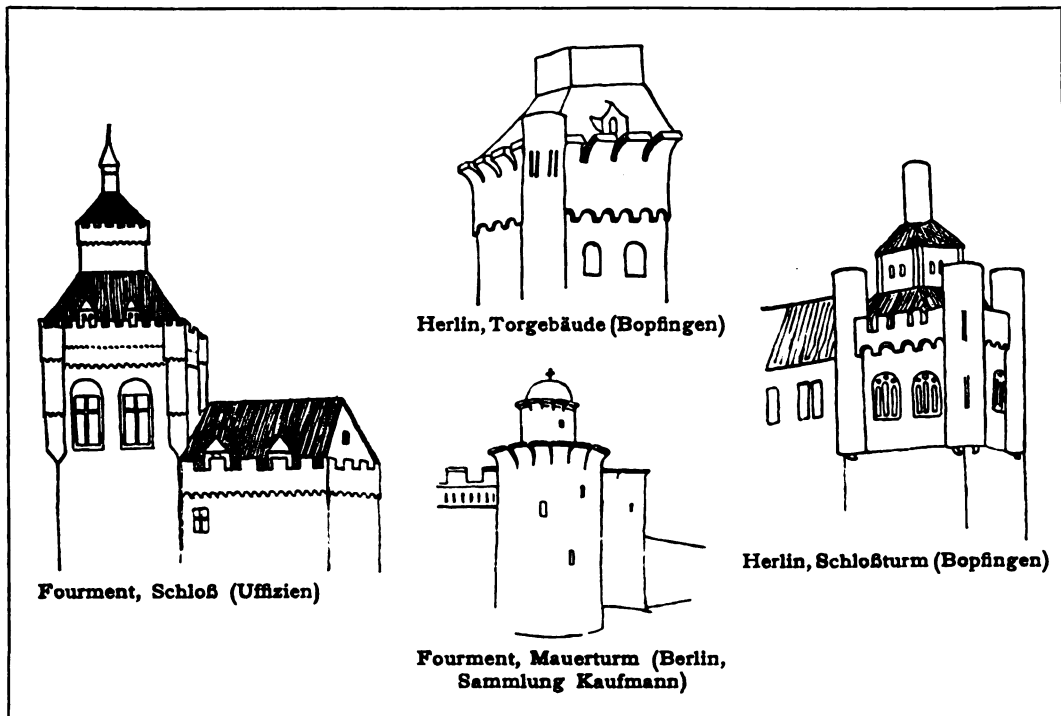 Herlin, Torgebäude (Bopfingen)
Fourment, Schloß (Uffizien)
Herlin, Schloßturm (Bopfingen)
Fourment, Mauerturm (Berlin,
Sammlung Kaufmann)